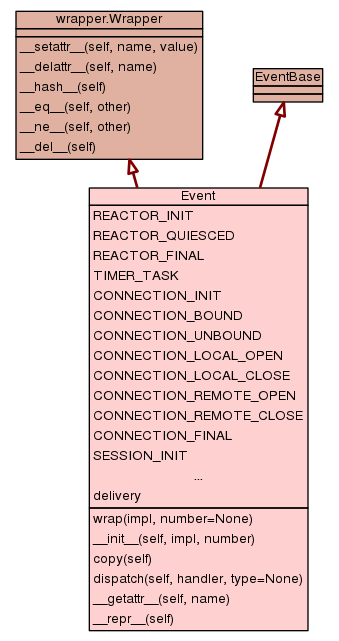 wrapper.Wrapper
__setattr__(self, name, value)
__delattr__(self, name)
__hash__(self)
__eq__(self, other)
__ne__(self, other)
__del__(self)
EventBase
Event
REACTOR_INIT
REACTOR_QUIESCED
REACTOR_FINAL
TIMER_TASK
CONNECTION_INIT
CONNECTION_BOUND
CONNECTION_UNBOUND
CONNECTION_LOCAL_OPEN
CONNECTION_LOCAL_CLOSE
CONNECTION_REMOTE_OPEN
CONNECTION_REMOTE_CLOSE
CONNECTION_FINAL
SESSION_INIT
...
delivery
wrap(impl, number=None)
__init__(self, impl, number)
copy(self)
dispatch(self, handler, type=None)
__getattr__(self, name)
__repr__(self)